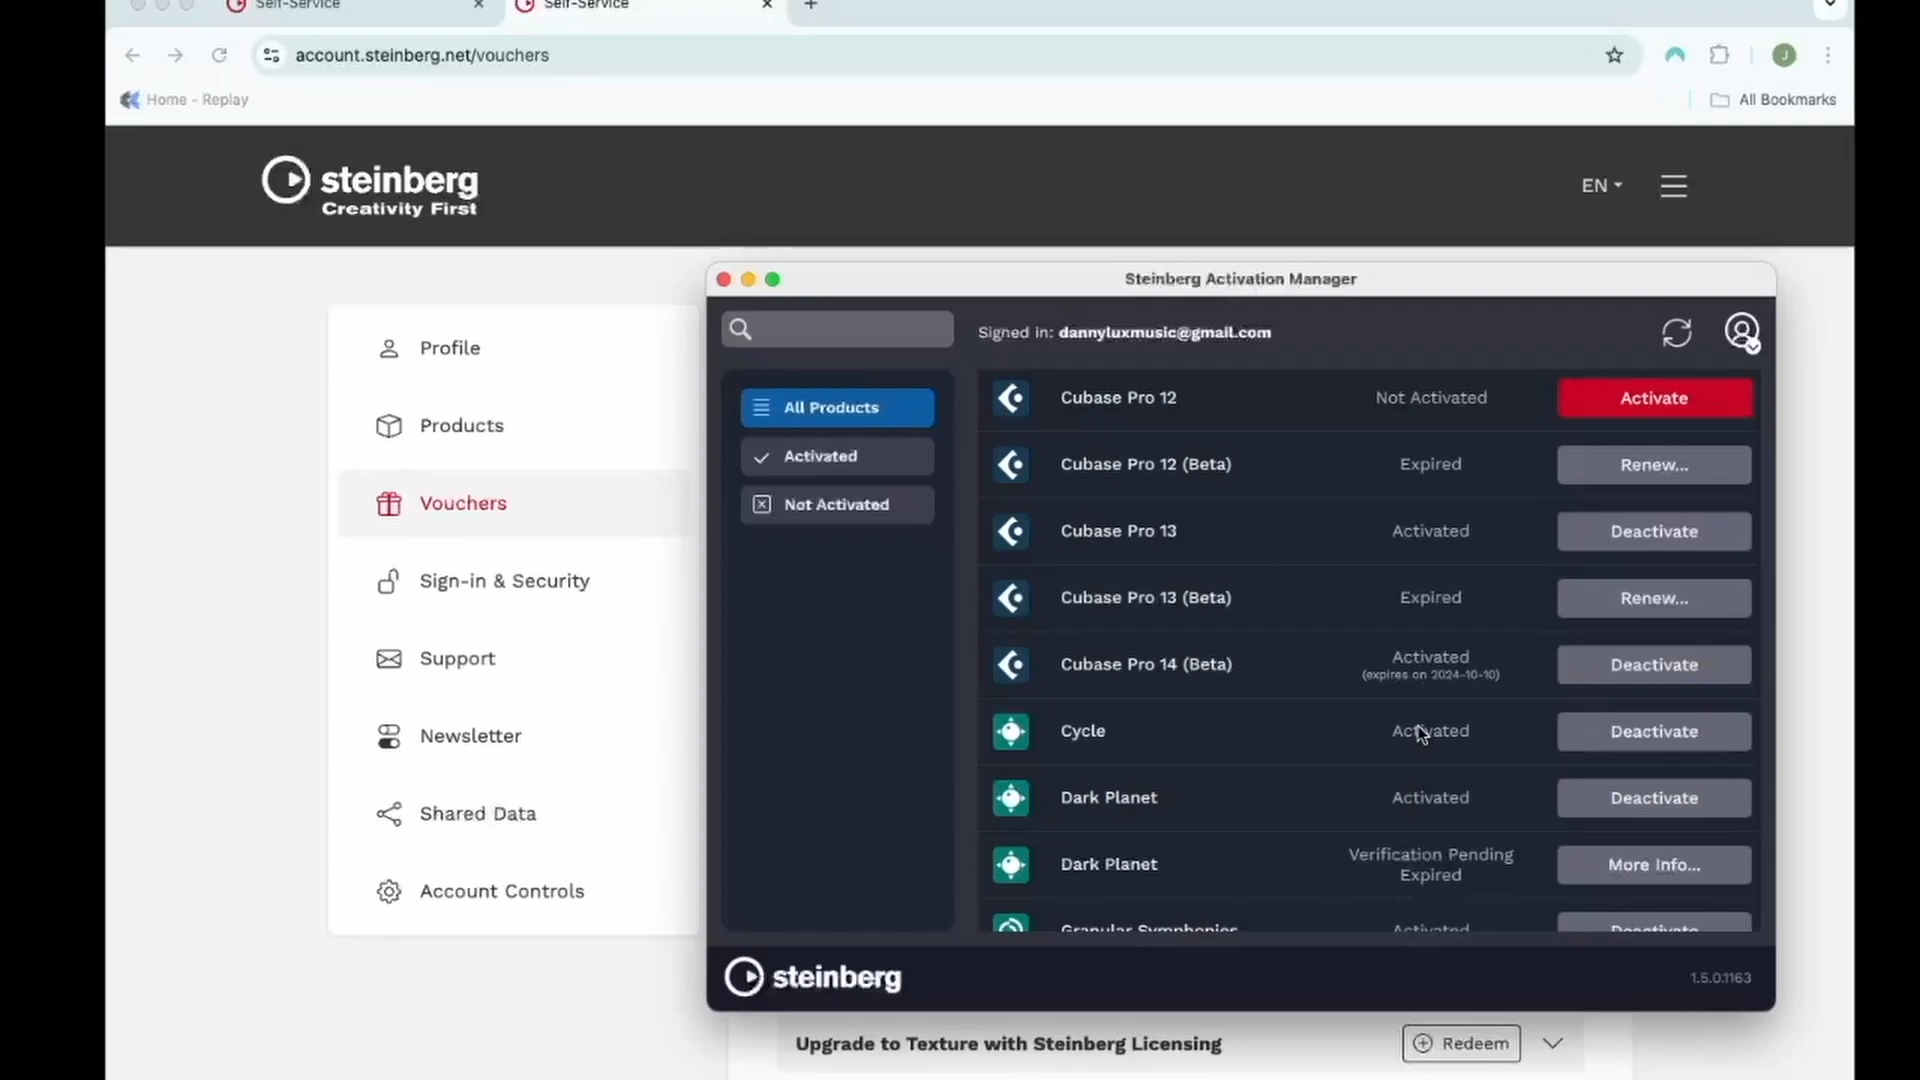 Self-Service
Self-Service
account.steinberg.net/vouchers
J
Home - Replay
All Bookmarks
steinberg
Creativity First
EN
Profile
Products
Vouchers
Sign-in & Security
Support
Newsletter
Shared Data
Account Controls
Steinberg Activation Manager
Signed in: dannyluxmusic@gmail.com
All Products
Activated
Not Activated
Cubase Pro 12 Not Activated Activate
Cubase Pro 12 (Beta) Expired Renew...
Cubase Pro 13 Activated Deactivate
Cubase Pro 13 (Beta) Expired Renew...
Cubase Pro 14 (Beta) Activated Deactivate
(expires on 2024-10-10)
Cycle Activated Deactivate
Dark Planet Activated Deactivate
Dark Planet Verification Pending More Info...
Expired
Granular Symphonies Activated Deactivate
steinberg
1.5.0.1163
Upgrade to Texture with Steinberg Licensing Redeem